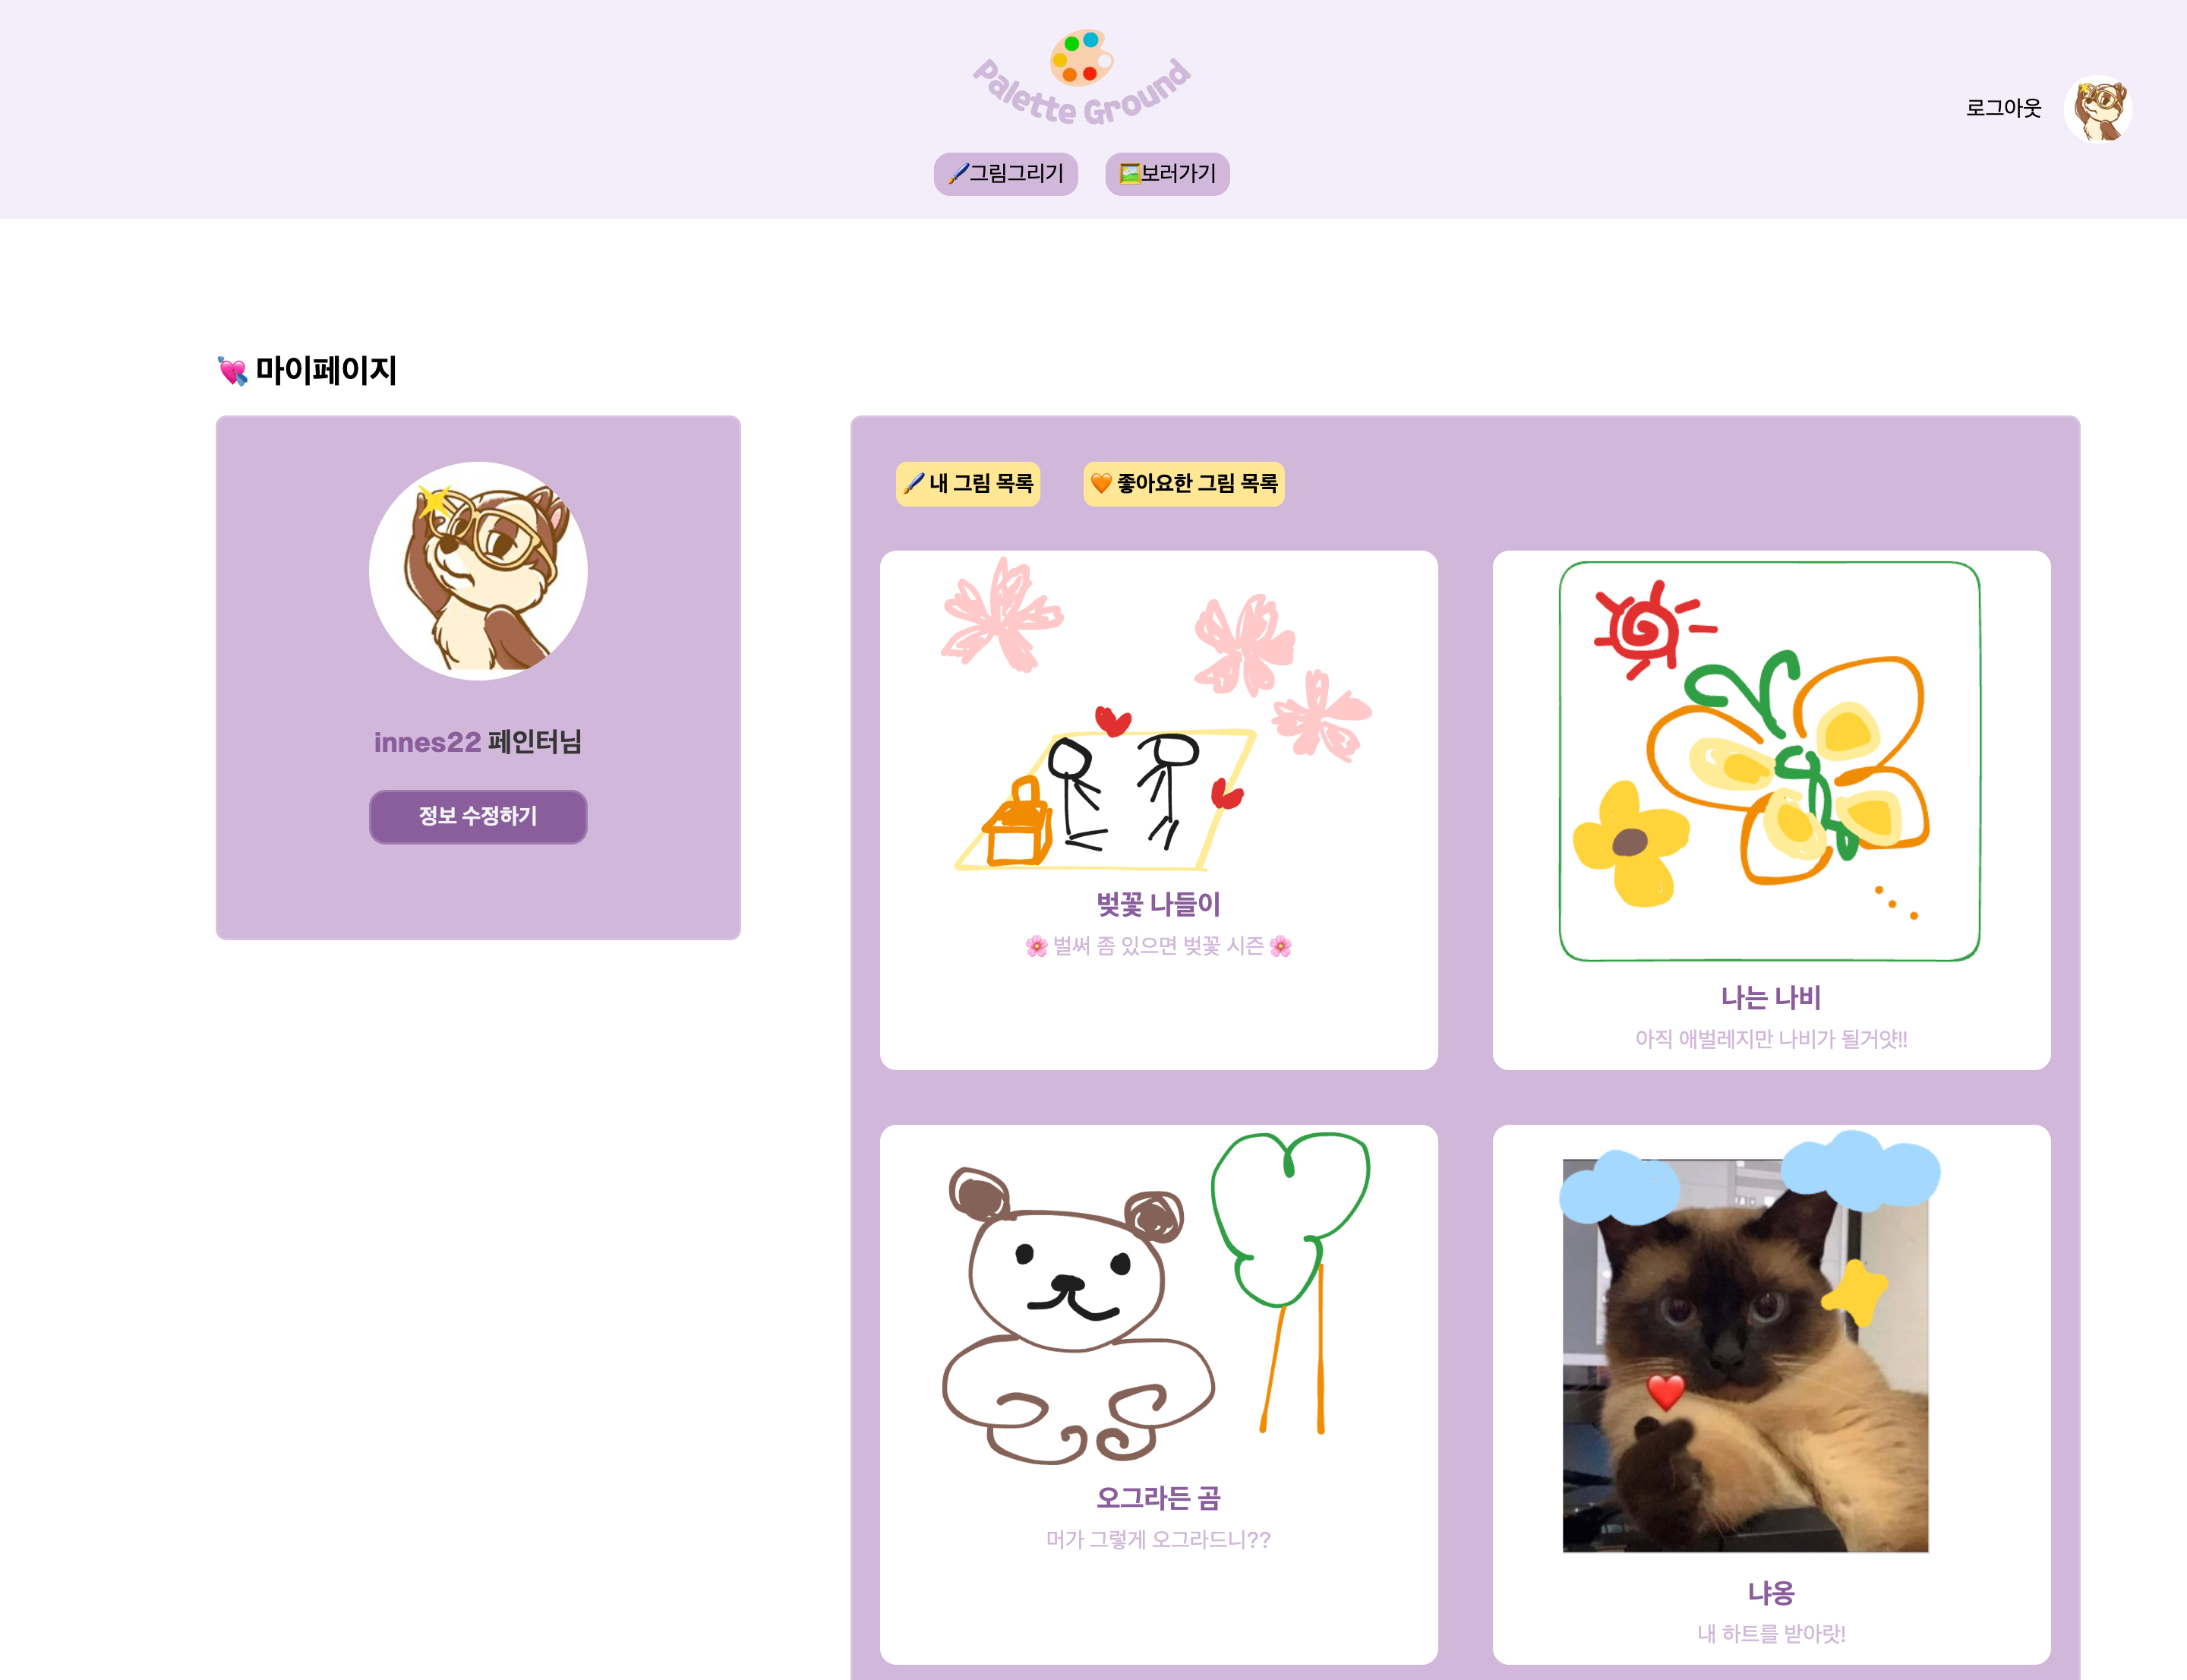 Palette Ground
로그아웃
🖌️그림그리기
🖼️보러가기
💘 마이페이지
innes22 페인터님
정보 수정하기
🖌️ 내 그림 목록
🧡 좋아요한 그림 목록
벚꽃 나들이
🌸 벌써 좀 있으면 벚꽃 시즌 🌸
나는 나비
아직 애벌레지만 나비가 될거얏!!
오그라든 곰
머가 그렇게 오그라드니??
냐옹
내 하트를 받아랏!